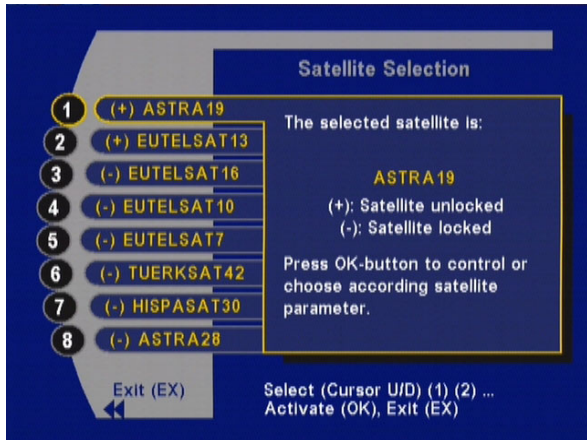 Satellite Selection
1 (+) ASTRA19
2 (+) EUTELSAT13
3 (-) EUTELSAT16
4 (-) EUTELSAT10
5 (-) EUTELSAT7
6 (-) TUERKSAT42
7 (-) HISPASAT30
8 (-) ASTRA28
The selected satellite is:
ASTRA19
(+): Satellite unlocked
(-): Satellite locked
Press OK-button to control or
choose according satellite
parameter.
Exit (EX)
Select (Cursor U/D) (1) (2) ...
Activate (OK), Exit (EX)